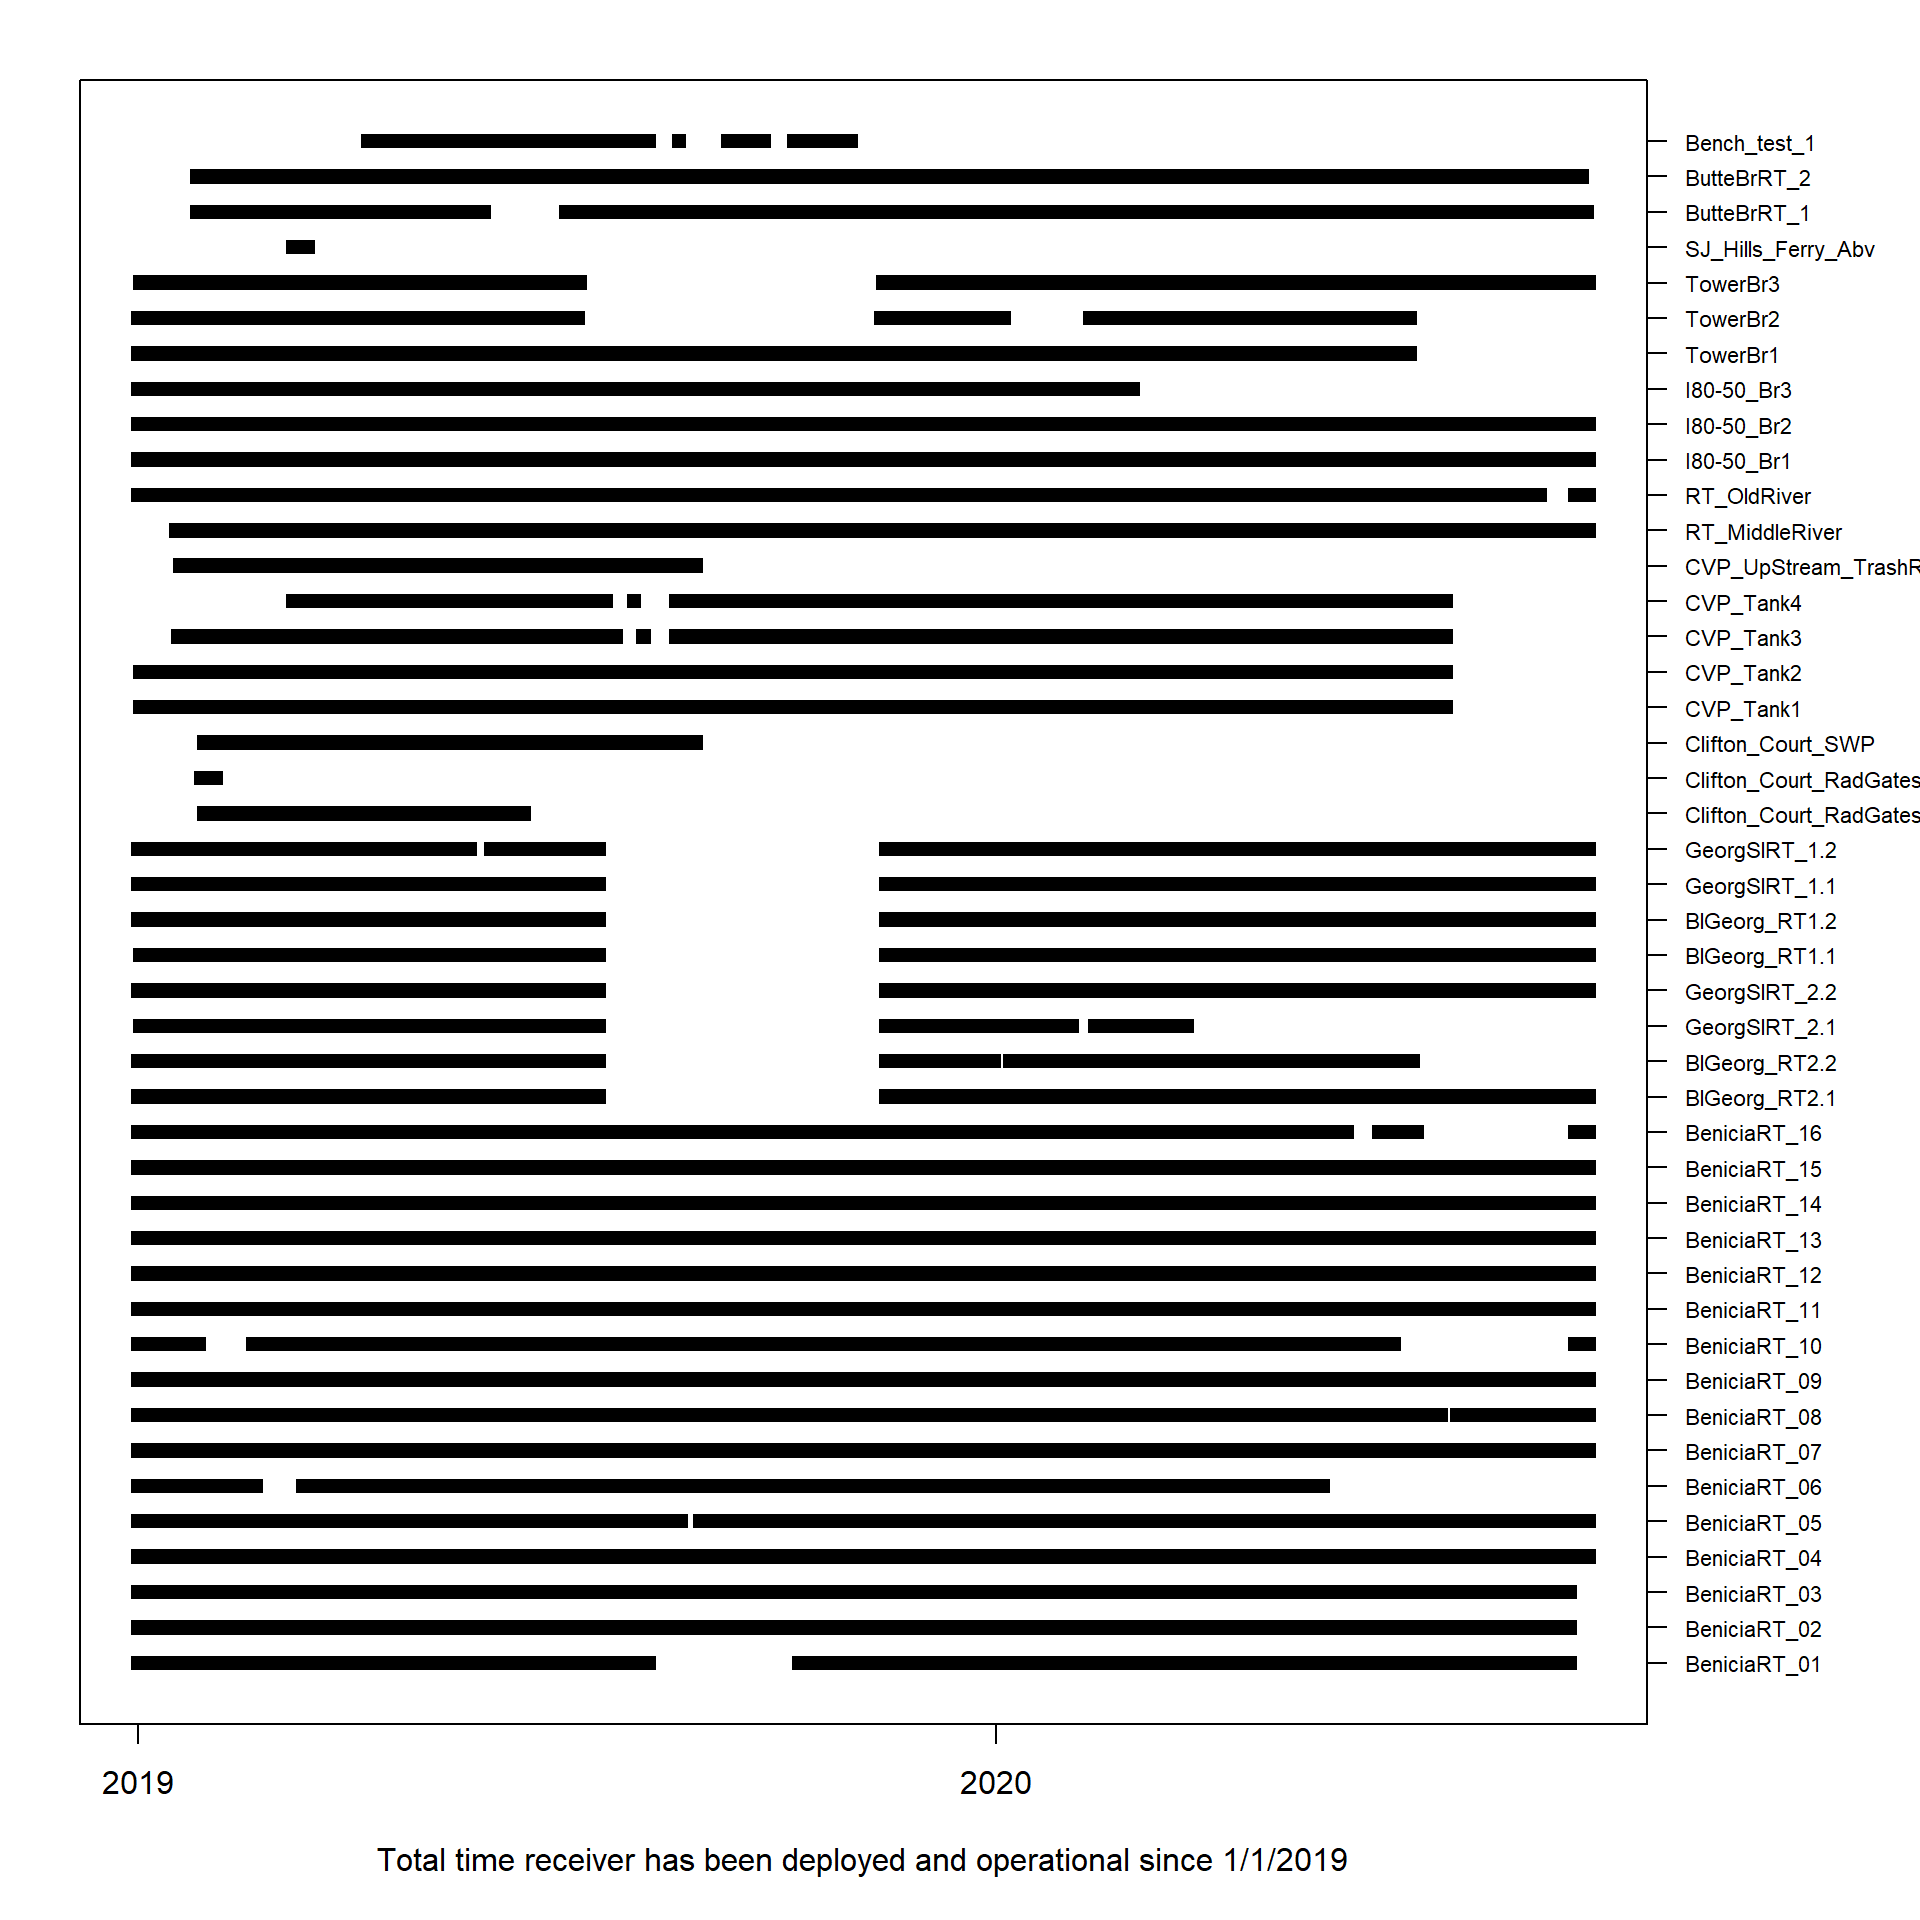 Bench_test_1
ButteBrRT_2
ButteBrRT_1
SJ_Hills_Ferry_Abv
TowerBr3
TowerBr2
TowerBr1
I80-50_Br3
I80-50_Br2
I80-50_Br1
RT_OldRiver
RT_MiddleRiver
CVP_UpStream_TrashR
CVP_Tank4
CVP_Tank3
CVP_Tank2
CVP_Tank1
Clifton_Court_SWP
Clifton_Court_RadGates
Clifton_Court_RadGates
GeorgSlRT_1.2
GeorgSlRT_1.1
BlGeorg_RT1.2
BlGeorg_RT1.1
GeorgSlRT_2.2
GeorgSlRT_2.1
BlGeorg_RT2.2
BlGeorg_RT2.1
BeniciaRT_16
BeniciaRT_15
BeniciaRT_14
BeniciaRT_13
BeniciaRT_12
BeniciaRT_11
BeniciaRT_10
BeniciaRT_09
BeniciaRT_08
BeniciaRT_07
BeniciaRT_06
BeniciaRT_05
BeniciaRT_04
BeniciaRT_03
BeniciaRT_02
BeniciaRT_01
2019 2020
Total time receiver has been deployed and operational since 1/1/2019